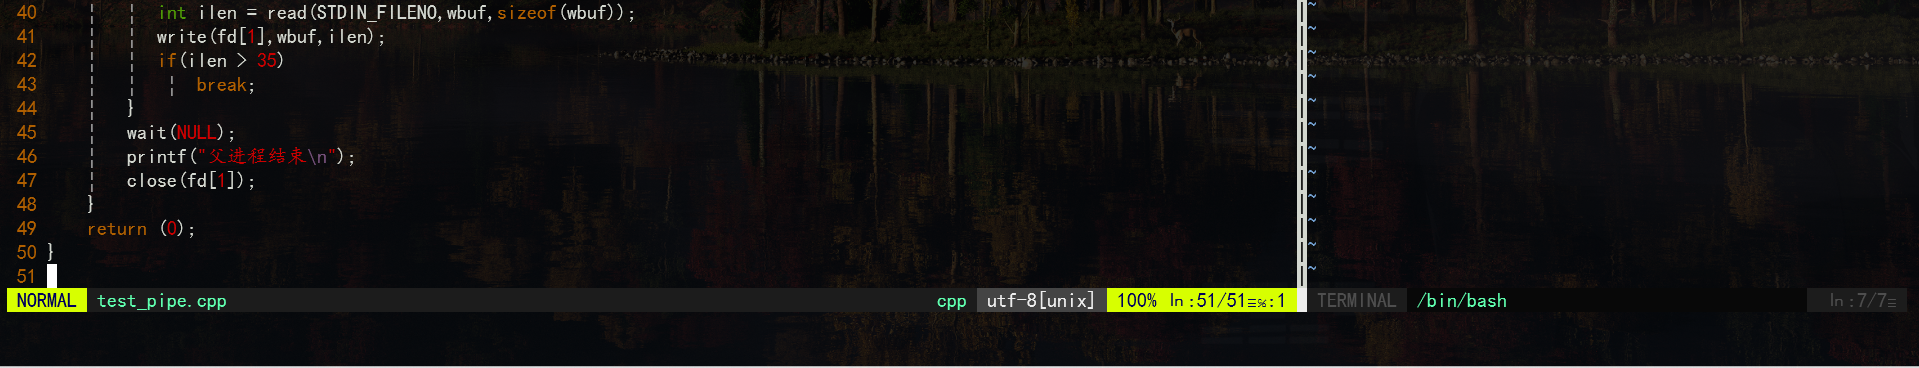 40 int ilen = read(STDIN_FILENO,wbuf,sizeof(wbuf));
41 write(fd[1],wbuf,ilen);
42 if(ilen > 35)
43 break;
44 }
45 wait(NULL);
46 printf("父进程结束\n");
47 close(fd[1]);
48 }
49 return (0);
50 }
51
~
~
~
~
~
~
~
~
~
~
~
~
NORMAL test_pipe.cpp cpp utf-8[unix] 100% ln:51/51≡%:1 TERMINAL /bin/bash ln:7/7≡